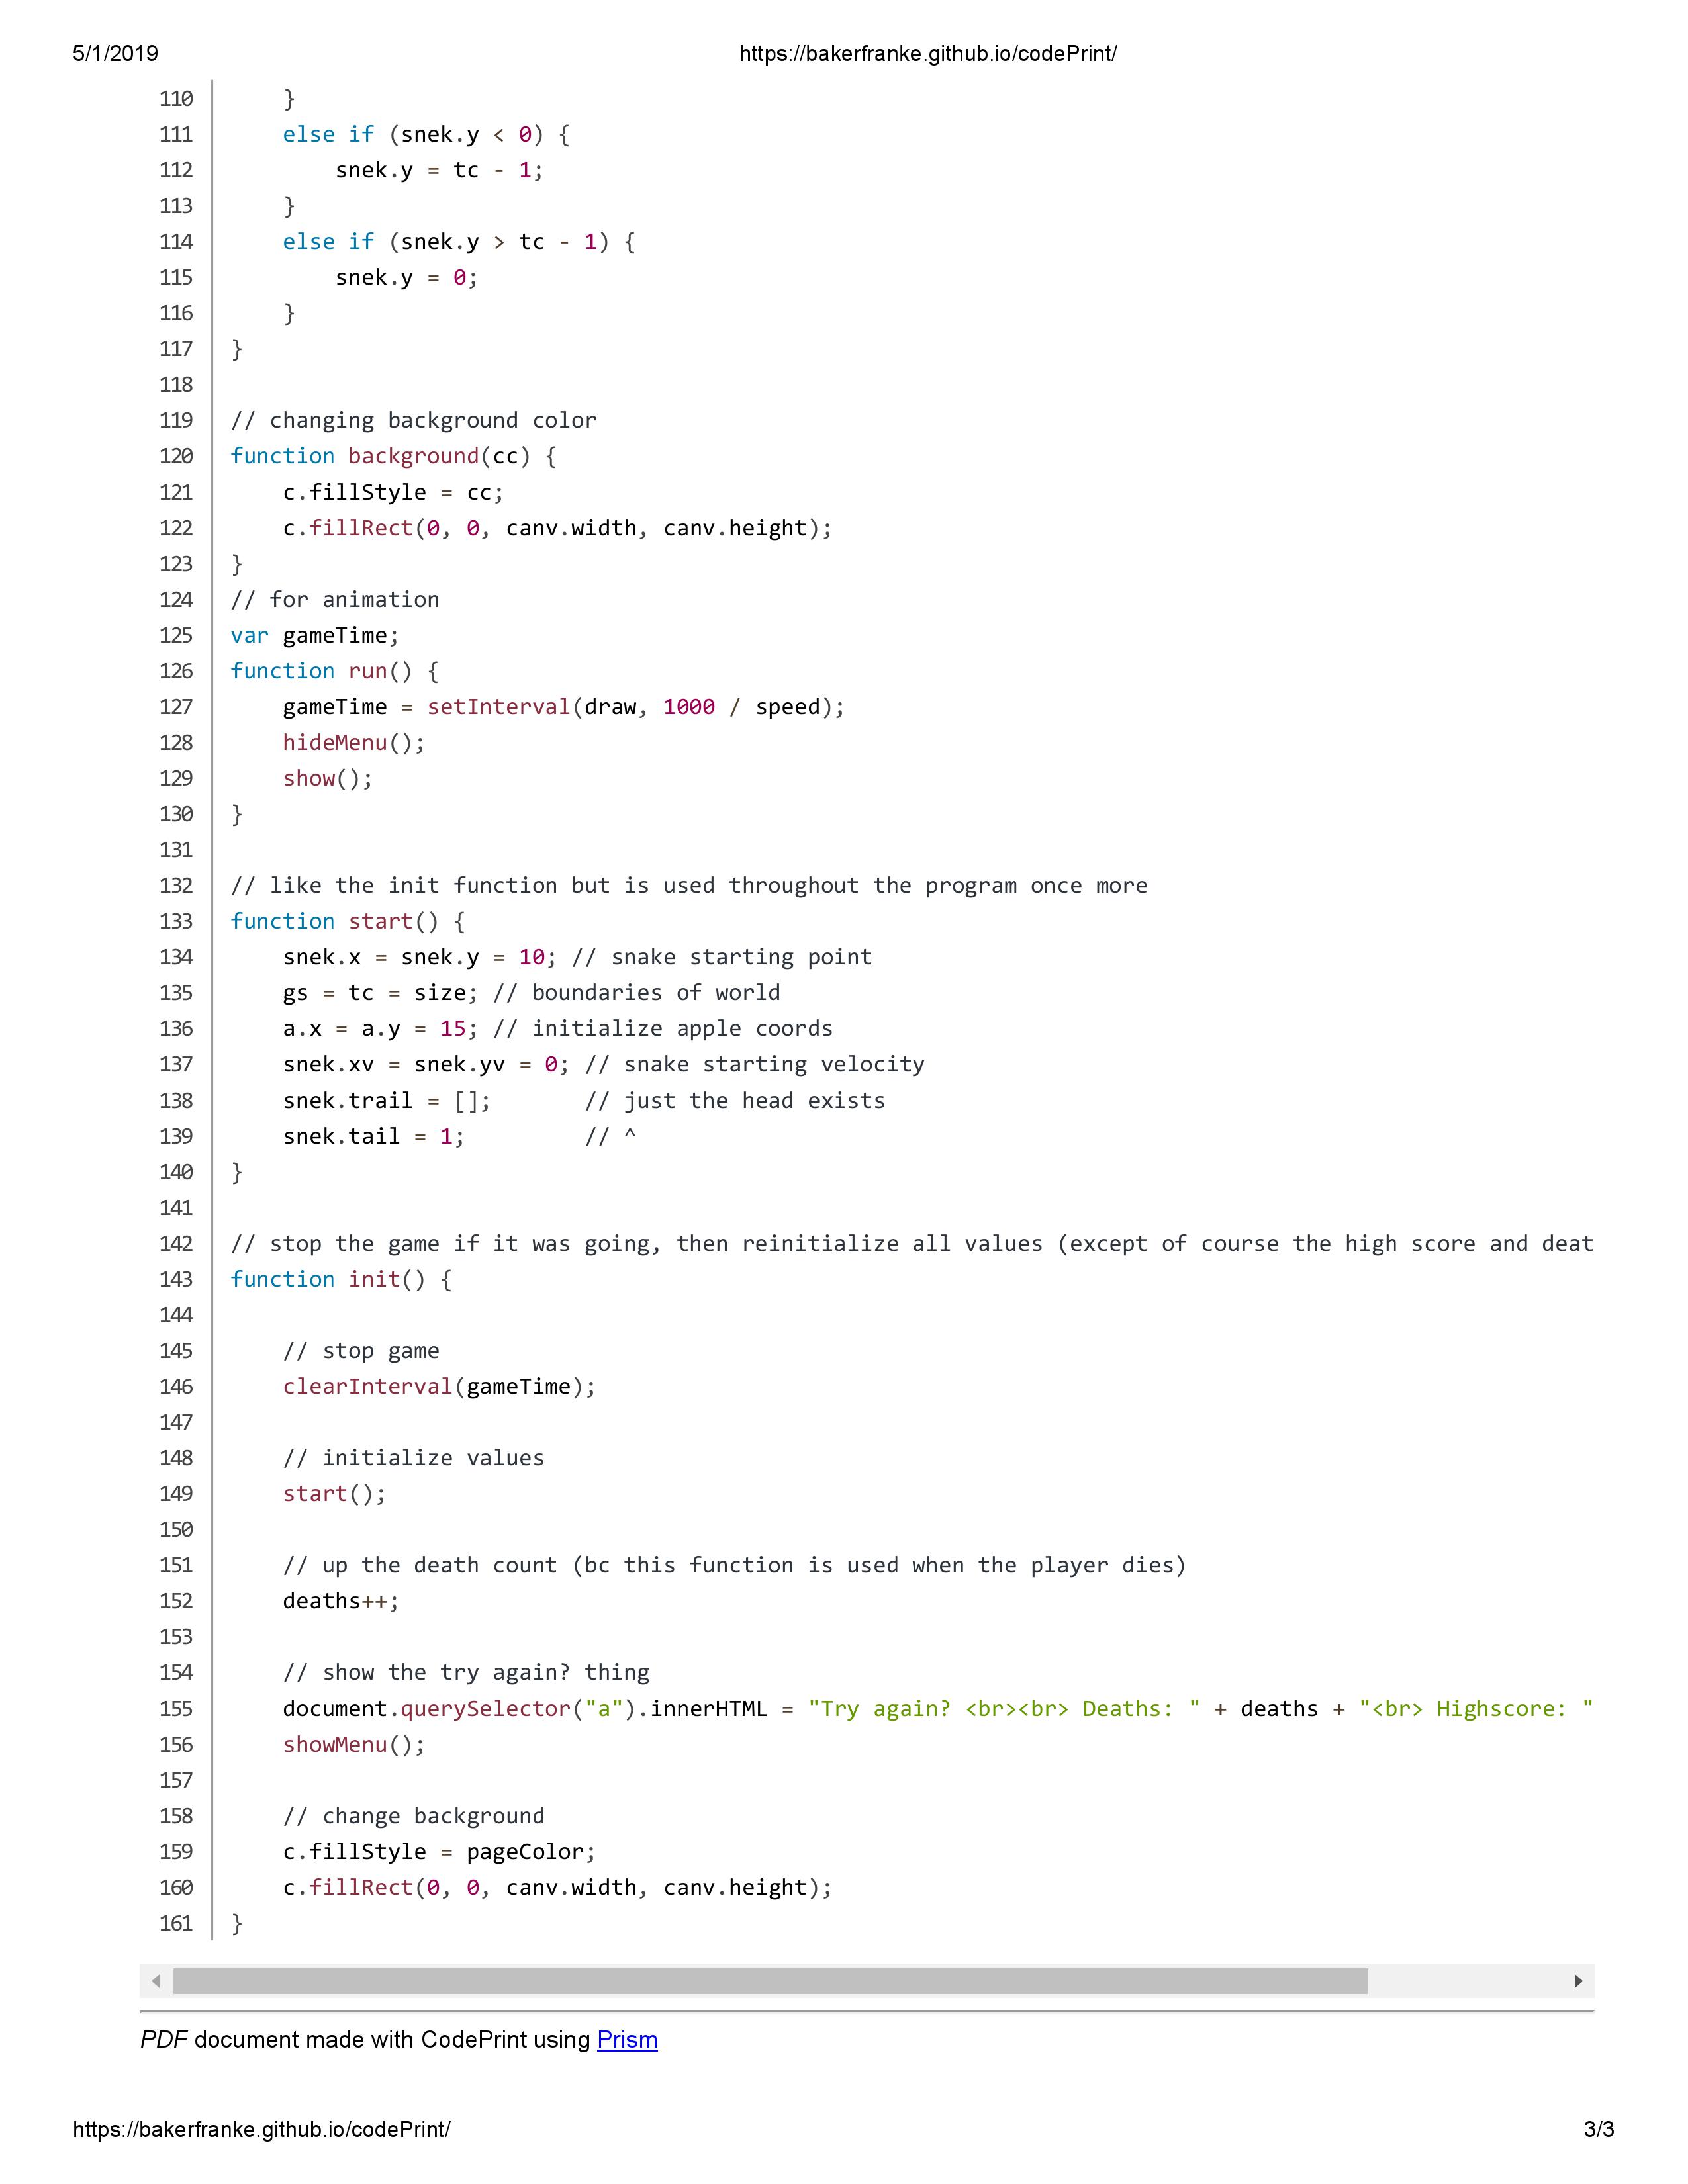 5/1/2019 https://bakerfranke.github.io/codePrint/
110 }
111 else if (snek.y < 0) {
112 snek.y = tc - 1;
113 }
114 else if (snek.y > tc - 1) {
115 snek.y = 0;
116 }
117 }
118
119 // changing background color
120 function background(cc) {
121 c.fillStyle = cc;
122 c.fillRect(0, 0, canv.width, canv.height);
123 }
124 // for animation
125 var gameTime;
126 function run() {
127 gameTime = setInterval(draw, 1000 / speed);
128 hideMenu();
129 show();
130 }
131
132 // like the init function but is used throughout the program once more
133 function start() {
134 snek.x = snek.y = 10; // snake starting point
135 gs = tc = size; // boundaries of world
136 a.x = a.y = 15; // initialize apple coords
137 snek.xv = snek.yv = 0; // snake starting velocity
138 snek.trail = []; // just the head exists
139 snek.tail = 1; // ^
140 }
141
142 // stop the game if it was going, then reinitialize all values (except of course the high score and deat
143 function init() {
144
145 // stop game
146 clearInterval(gameTime);
147
148 // initialize values
149 start();
150
151 // up the death count (bc this function is used when the player dies)
152 deaths++;
153
154 // show the try again? thing
155 document.querySelector("a").innerHTML = "Try again? <br><br> Deaths: " + deaths + "<br> Highscore: "
156 showMenu();
157
158 // change background
159 c.fillStyle = pageColor;
160 c.fillRect(0, 0, canv.width, canv.height);
161 }
PDF document made with CodePrint using Prism
https://bakerfranke.github.io/codePrint/ 3/3